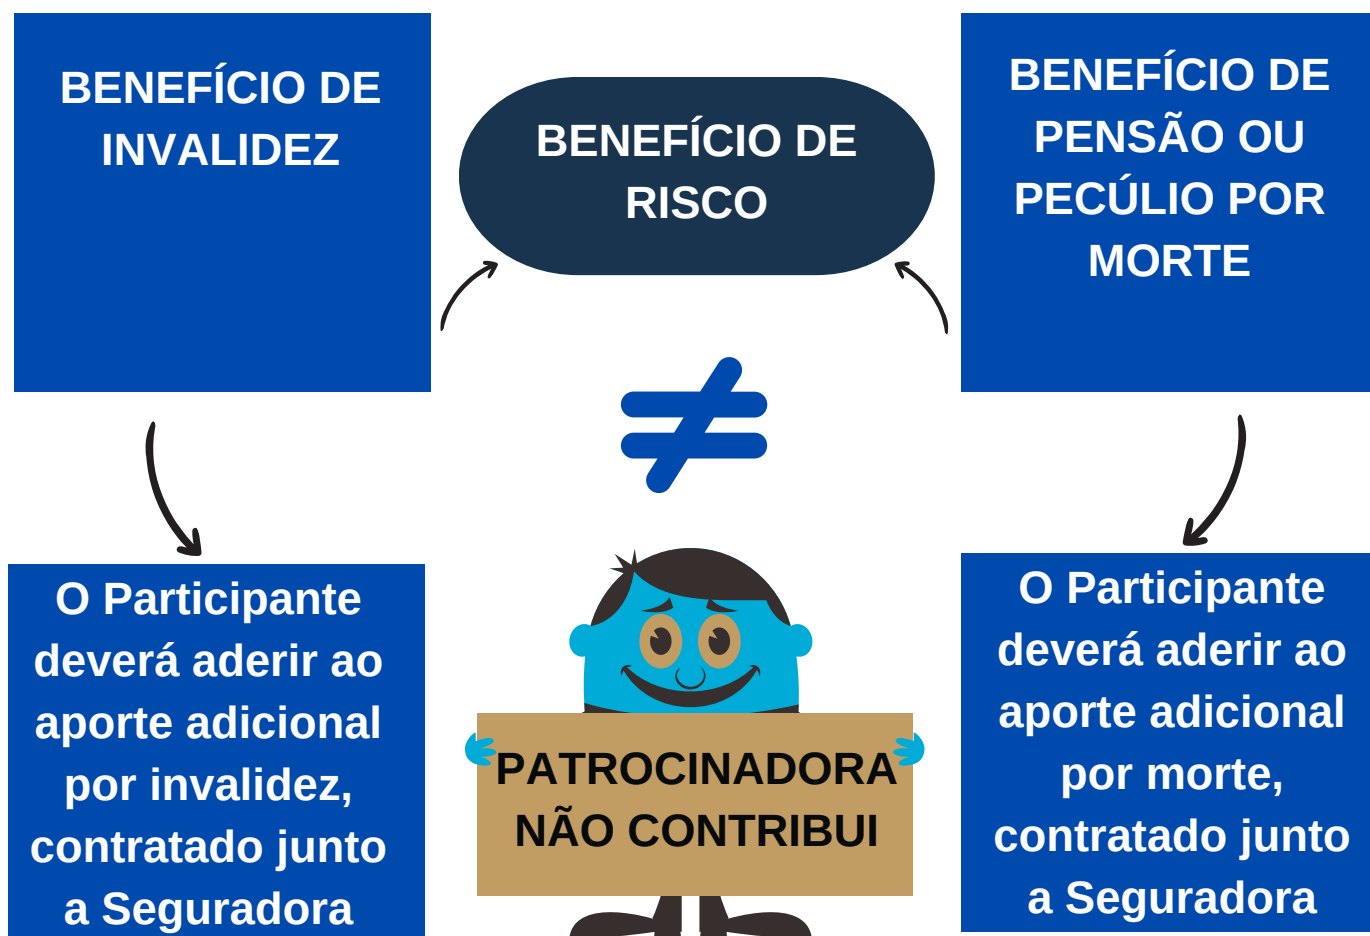 BENEFÍCIO DE
INVALIDEZ
BENEFÍCIO DE
RISCO
BENEFÍCIO DE
PENSÃO OU
PECÚLIO POR
MORTE
O Participante
deverá aderir ao
aporte adicional
por invalidez,
contratado junto
a Seguradora
PATROCINADORA
NÃO CONTRIBUI
O Participante
deverá aderir ao
aporte adicional
por morte,
contratado junto
a Seguradora